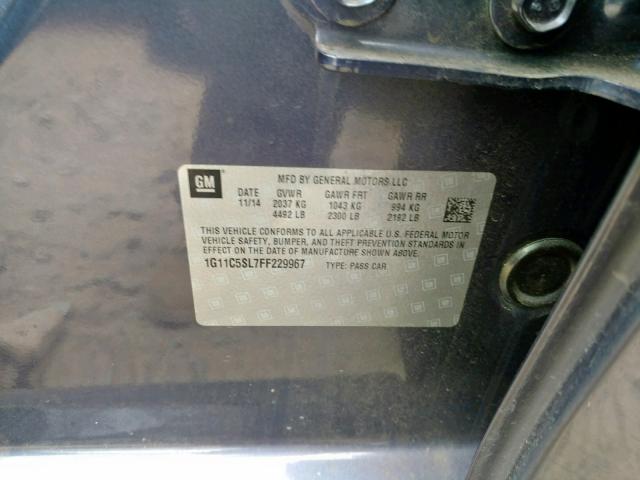 GM
MFD BY GENERAL MOTORS LLC
DATE GVWR GAWR FRT GAWR RR
11/14 2037 KG 1043 KG 994 KG
4492 LB 2300 LB 2192 LB
THIS VEHICLE CONFORMS TO ALL APPLICABLE U.S. FEDERAL MOTOR
VEHICLE SAFETY, BUMPER, AND THEFT PREVENTION STANDARDS IN
EFFECT ON THE DATE OF MANUFACTURE SHOWN ABOVE.
1G11C5SL7FF229967 TYPE: PASS CAR